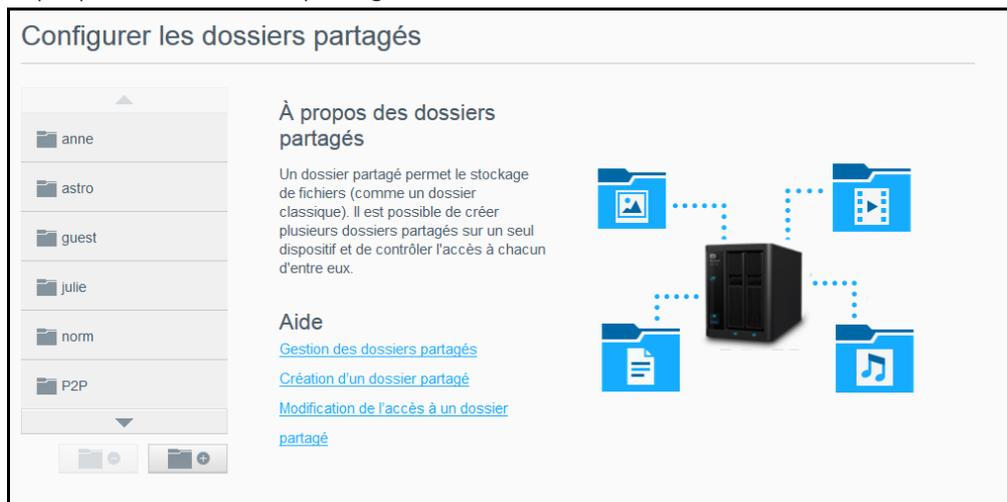 Configurer les dossiers partagés
anne
astro
guest
julie
norm
P2P
À propos des dossiers
partagés
Un dossier partagé permet le stockage
de fichiers (comme un dossier
classique). Il est possible de créer
plusieurs dossiers partagés sur un seul
dispositif et de contrôler l'accès à chacun
d'entre eux.
Aide
Gestion des dossiers partagés
Création d'un dossier partagé
Modification de l'accès à un dossier
partagé